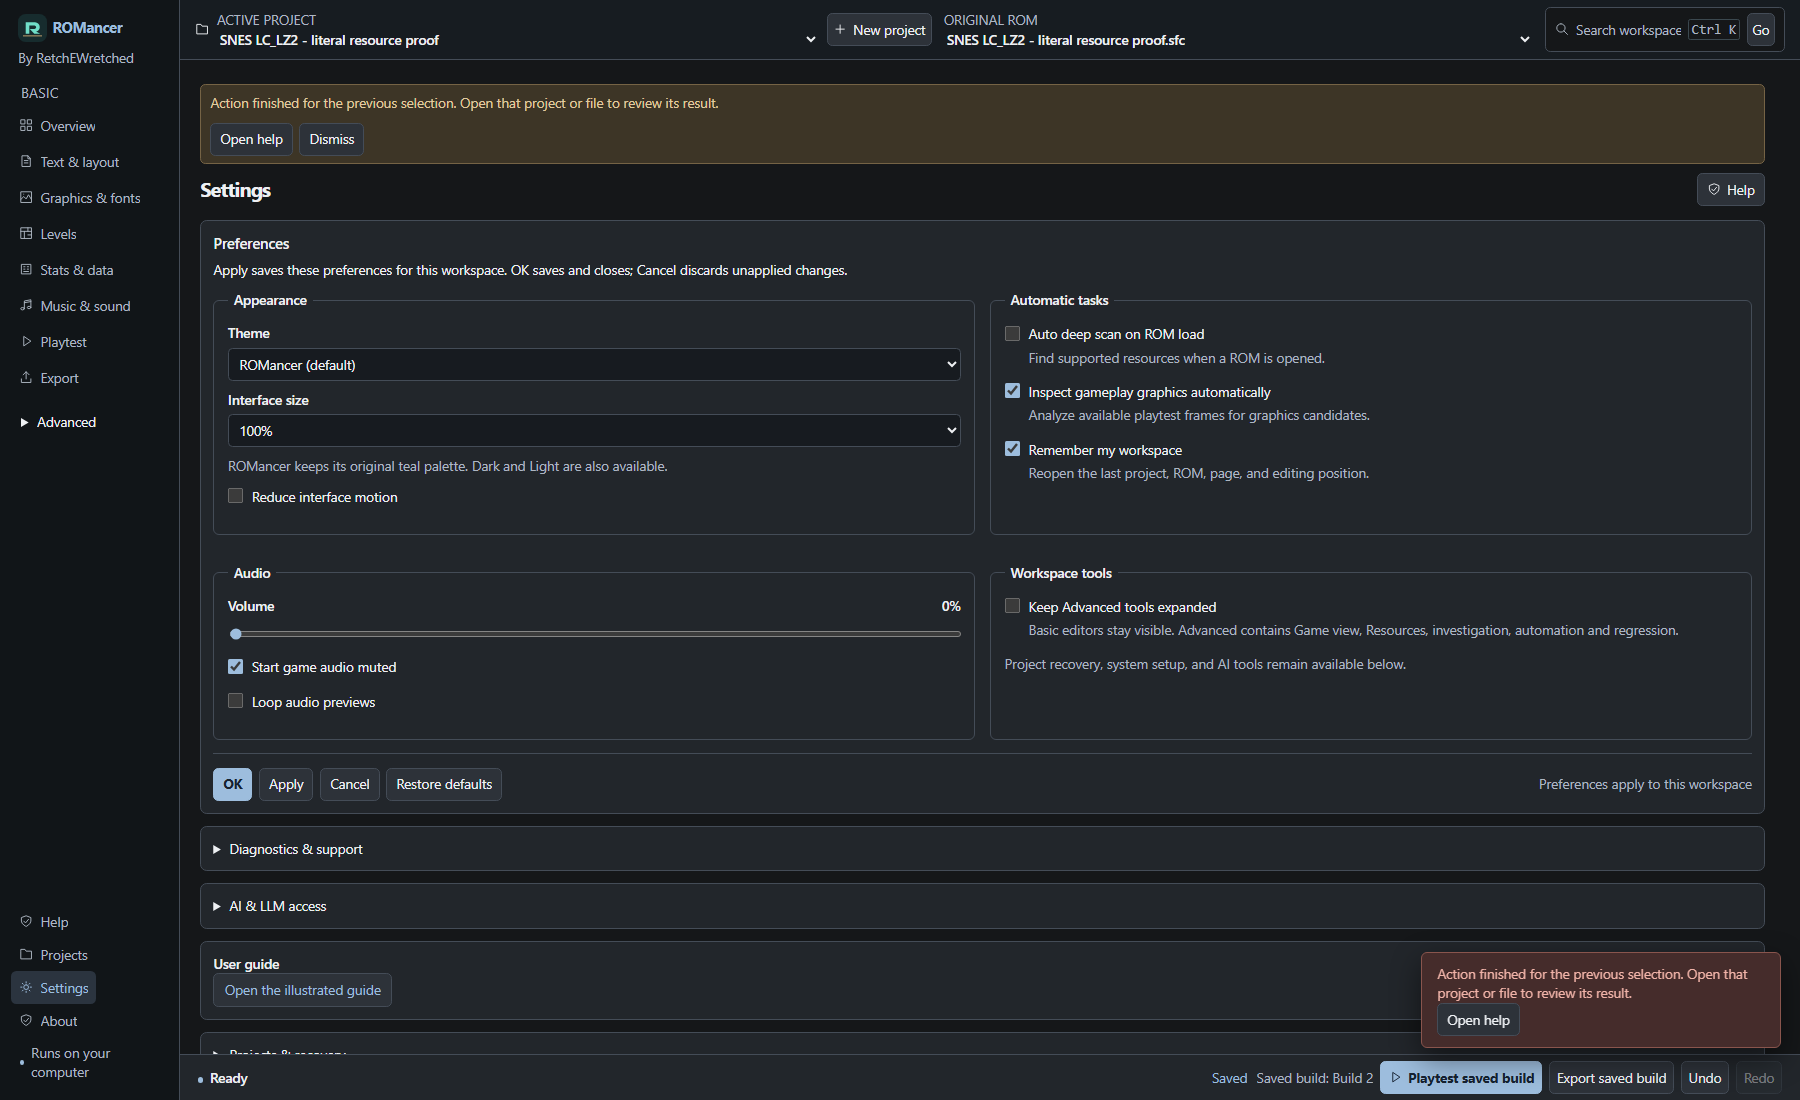 ROMancer
By RetchEWretched
BASIC
Overview
Text & layout
Graphics & fonts
Levels
Stats & data
Music & sound
Playtest
Export
Advanced
Help
Projects
Settings
About
Runs on your
computer
ACTIVE PROJECT
SNES LC_LZ2 - literal resource proof
New project
ORIGINAL ROM
SNES LC_LZ2 - literal resource proof.sfc
Search workspace Ctrl K Go
Action finished for the previous selection. Open that project or file to review its result.
Open help Dismiss
Settings
Help
Preferences
Apply saves these preferences for this workspace. OK saves and closes; Cancel discards unapplied changes.
Appearance
Theme
ROMancer (default)
Interface size
100%
ROMancer keeps its original teal palette. Dark and Light are also available.
Reduce interface motion
Automatic tasks
Auto deep scan on ROM load
Find supported resources when a ROM is opened.
Inspect gameplay graphics automatically
Analyze available playtest frames for graphics candidates.
Remember my workspace
Reopen the last project, ROM, page, and editing position.
Audio
Volume 0%
Start game audio muted
Loop audio previews
Workspace tools
Keep Advanced tools expanded
Basic editors stay visible. Advanced contains Game view, Resources, investigation, automation and regression.
Project recovery, system setup, and AI tools remain available below.
OK Apply Cancel Restore defaults
Preferences apply to this workspace
Diagnostics & support
AI & LLM access
User guide
Open the illustrated guide
Projects & recovery
Action finished for the previous selection. Open that
project or file to review its result.
Open help
Ready
Saved Saved build: Build 2 Playtest saved build Export saved build Undo Redo